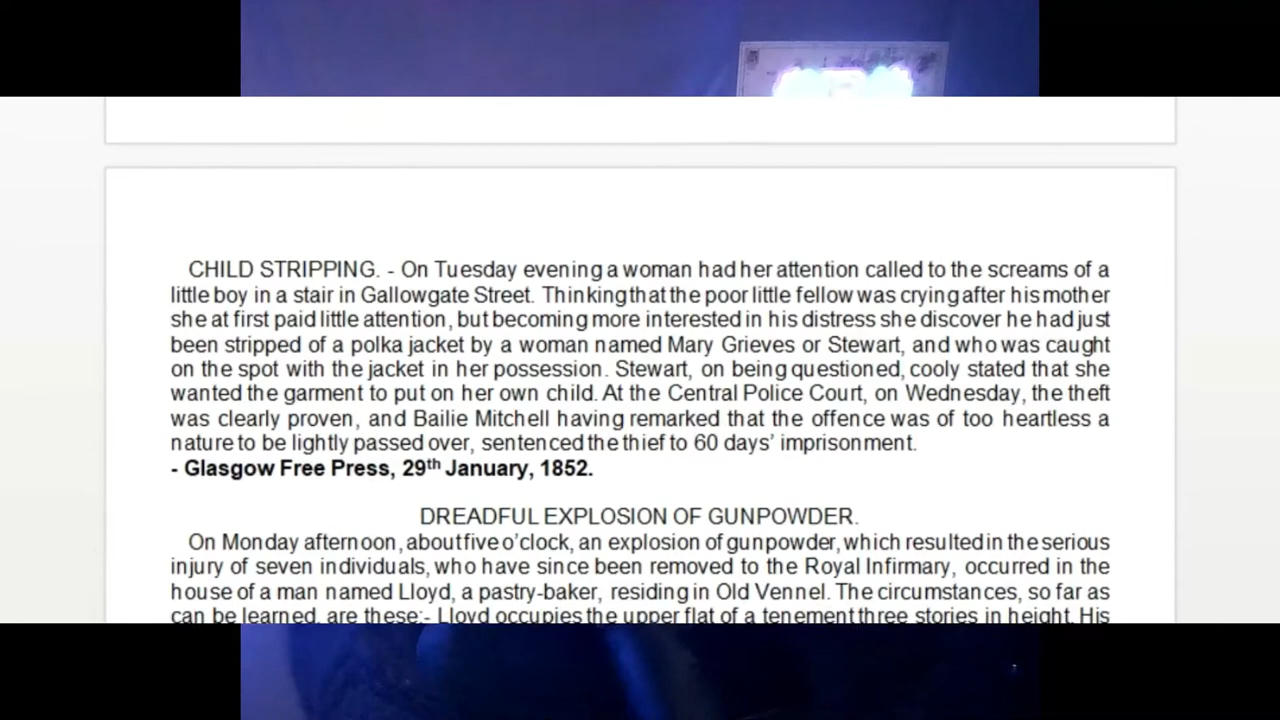 CHILD STRIPPING. - On Tuesday evening a woman had her attention called to the screams of a
little boy in a stair in Gallowgate Street. Thinking that the poor little fellow was crying after his mother
she at first paid little attention, but becoming more interested in his distress she discover he had just
been stripped of a polka jacket by a woman named Mary Grieves or Stewart, and who was caught
on the spot with the jacket in her possession. Stewart, on being questioned, cooly stated that she
wanted the garment to put on her own child. At the Central Police Court, on Wednesday, the theft
was clearly proven, and Bailie Mitchell having remarked that the offence was of too heartless a
nature to be lightly passed over, sentenced the thief to 60 days' imprisonment.
- Glasgow Free Press, 29th January, 1852.
DREADFUL EXPLOSION OF GUNPOWDER.
On Monday afternoon, about five o'clock, an explosion of gunpowder, which resulted in the serious
injury of seven individuals, who have since been removed to the Royal Infirmary, occurred in the
house of a man named Lloyd, a pastry-baker, residing in Old Vennel. The circumstances, so far as
can be learned, are these:- Lloyd occupies the upper flat of a tenement three stories in height. His